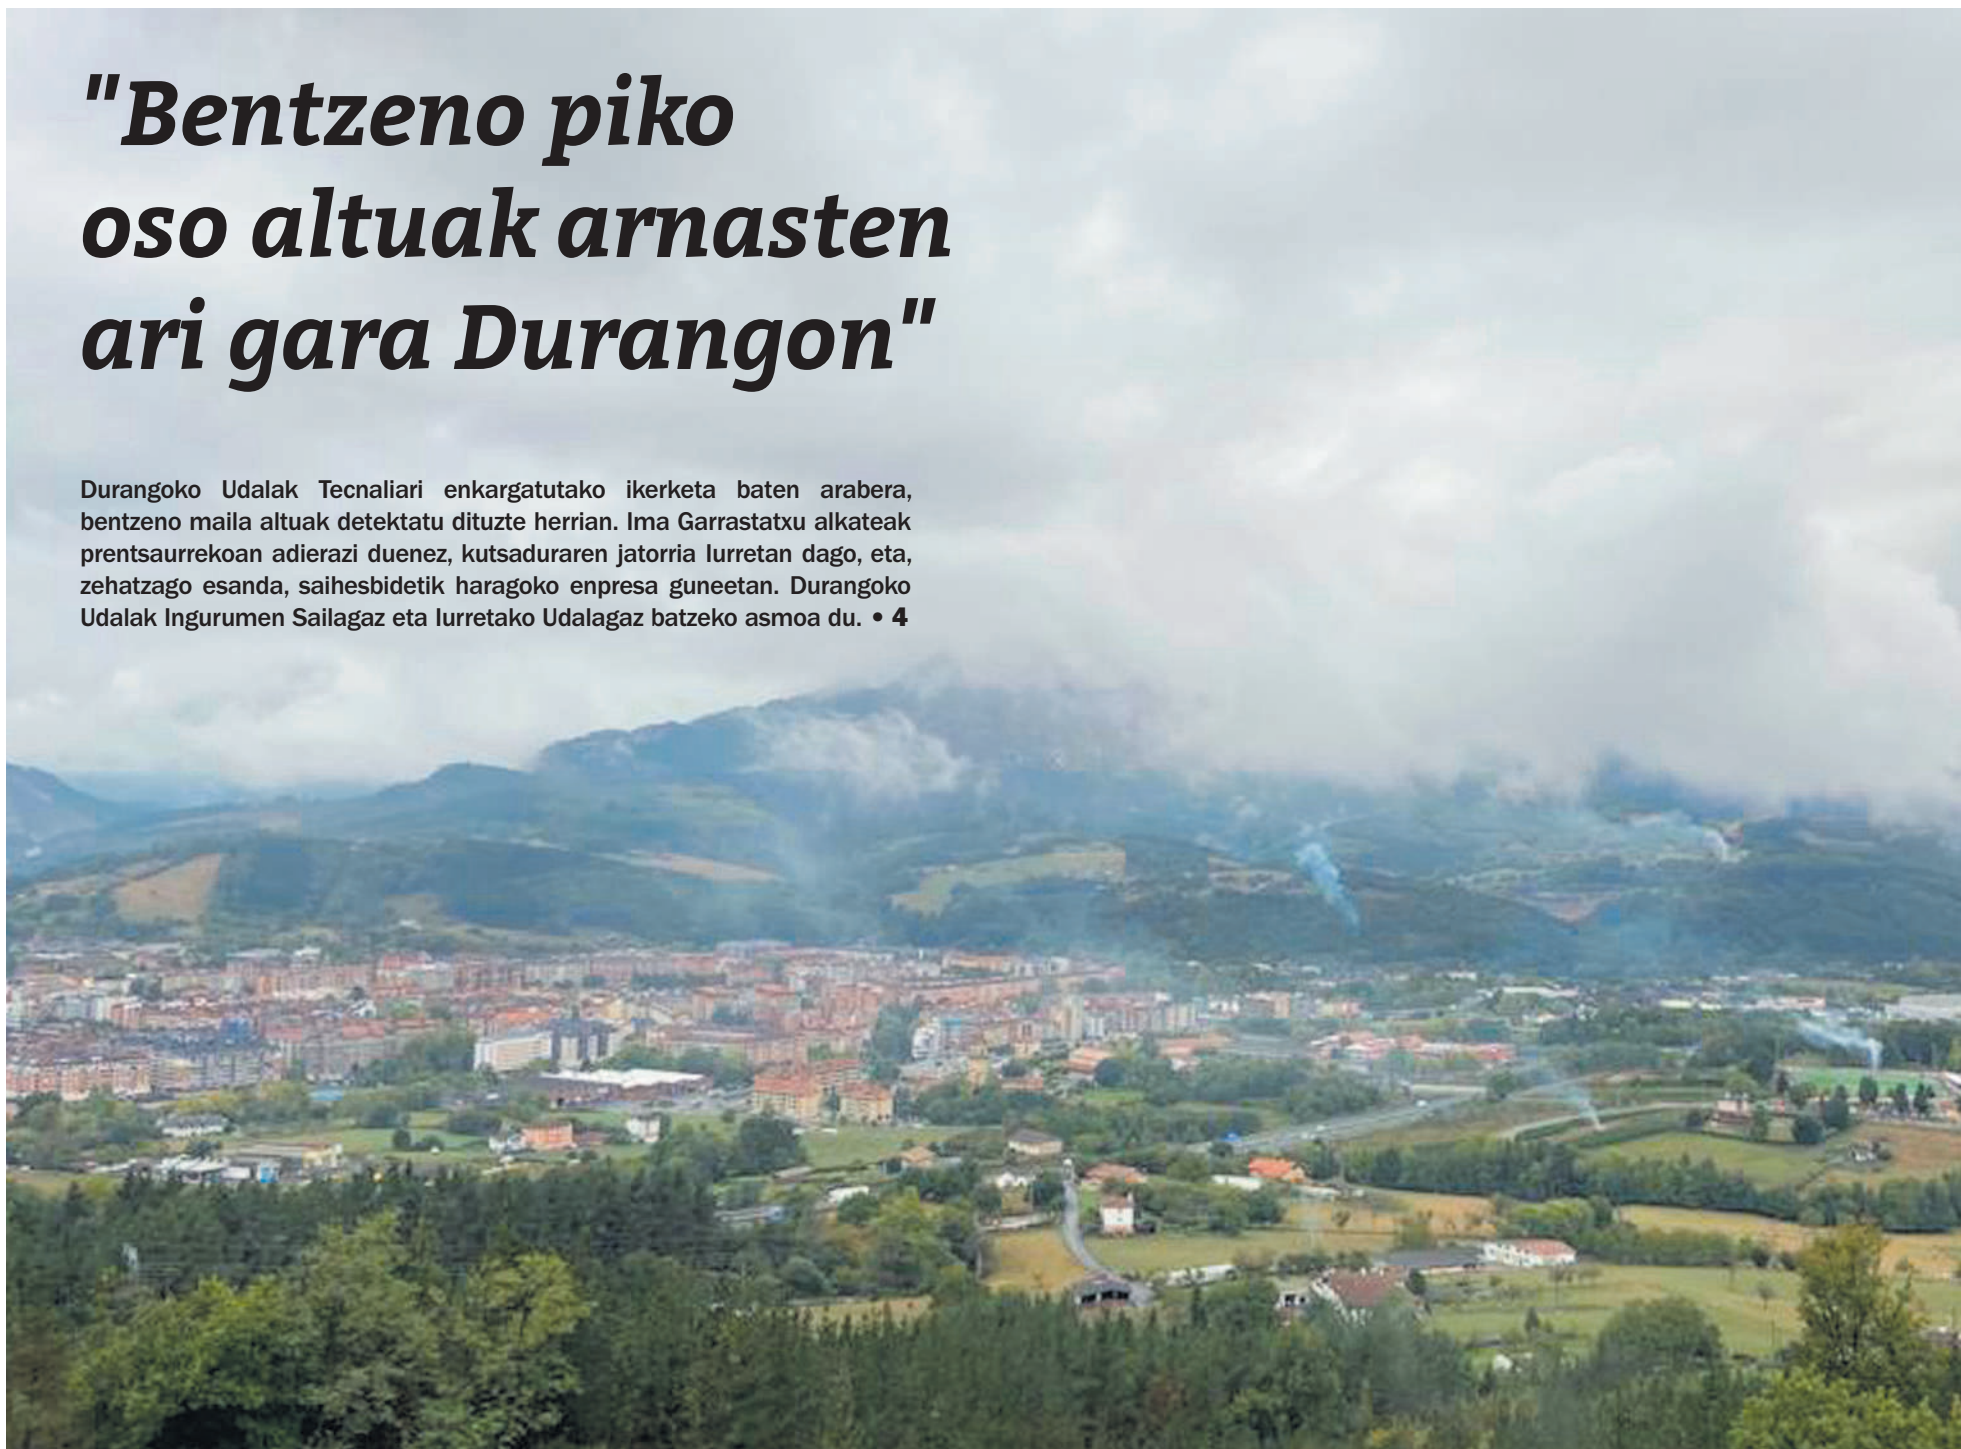 "Bentzeno piko
oso altuak arnasten
ari gara Durangon"
Durangoko Udalak Tecnaliari enkargatutako ikerketa baten arabera,
bentzeno maila altuak detektatu dituzte herrian. Ima Garrastatxu alkateak
prentsaurrekoan adierazi duenez, kutsaduraren jatorria Iurretan dago, eta,
zehatzago esanda, saihesbidetik haragoko enpresa guneetan. Durangoko
Udalak Ingurumen Sailagaz eta Iurretako Udalagaz batzeko asmoa du. • 4